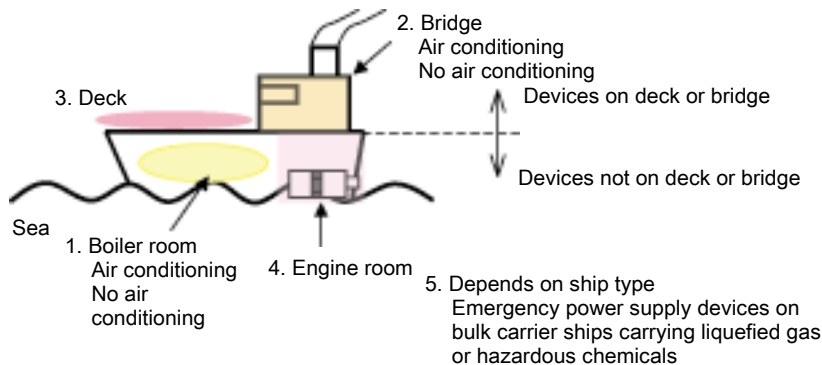 2. Bridge
Air conditioning
No air conditioning
3. Deck
Devices on deck or bridge
Devices not on deck or bridge
Sea
1. Boiler room
Air conditioning
No air
conditioning
4. Engine room
5. Depends on ship type
Emergency power supply devices on
bulk carrier ships carrying liquefied gas
or hazardous chemicals